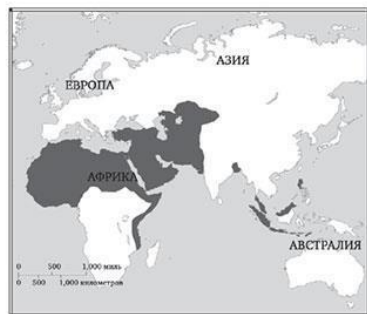 АЗИЯ
ЕВРОПА
АФРИКА
АВСТРАЛИЯ
0 500 1,000 миль
0 500 1,000 километров